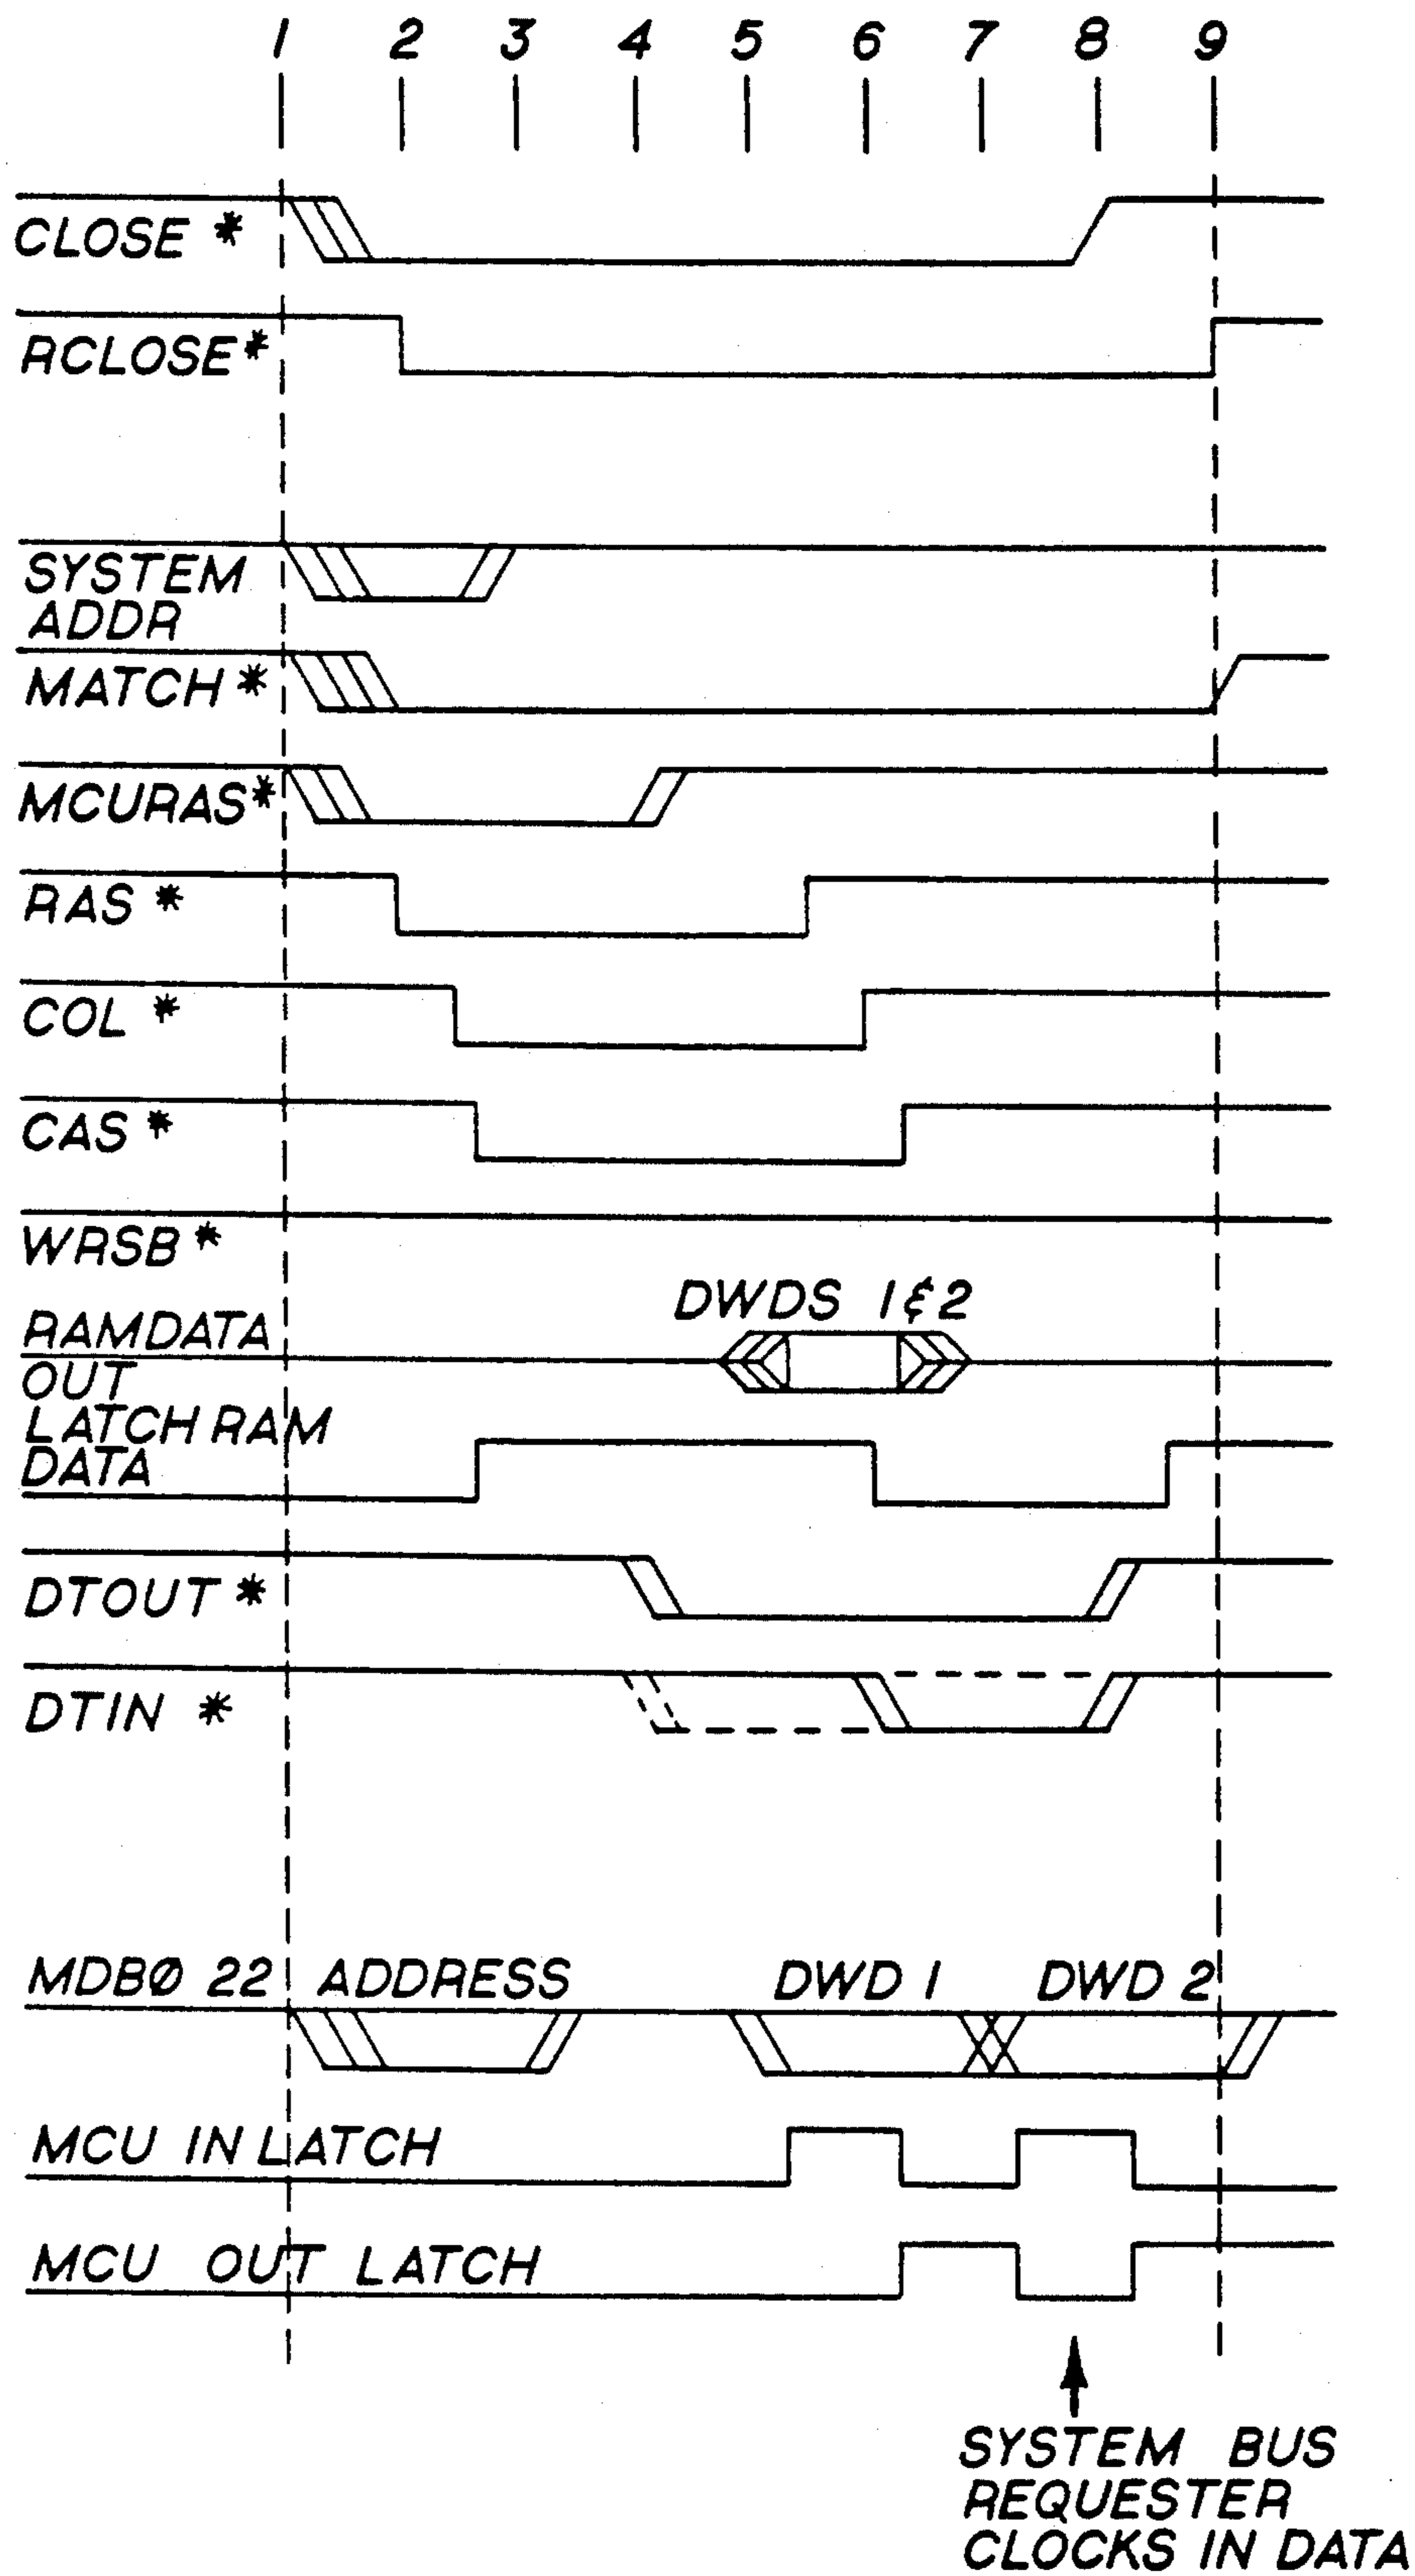 1 2 3 4 5 6 7 8 9
CLOSE *
RCLOSE*
SYSTEM
ADDR
MATCH *
MCURAS*
RAS *
COL *
CAS *
WRSB *
DWDS 1&2
RAMDATA
OUT
LATCH RAM
DATA
DTOUT *
DTIN *
MDBØ 22 ADDRESS DWD 1 DWD 2
MCU IN LATCH
MCU OUT LATCH
SYSTEM BUS
REQUESTER
CLOCKS IN DATA